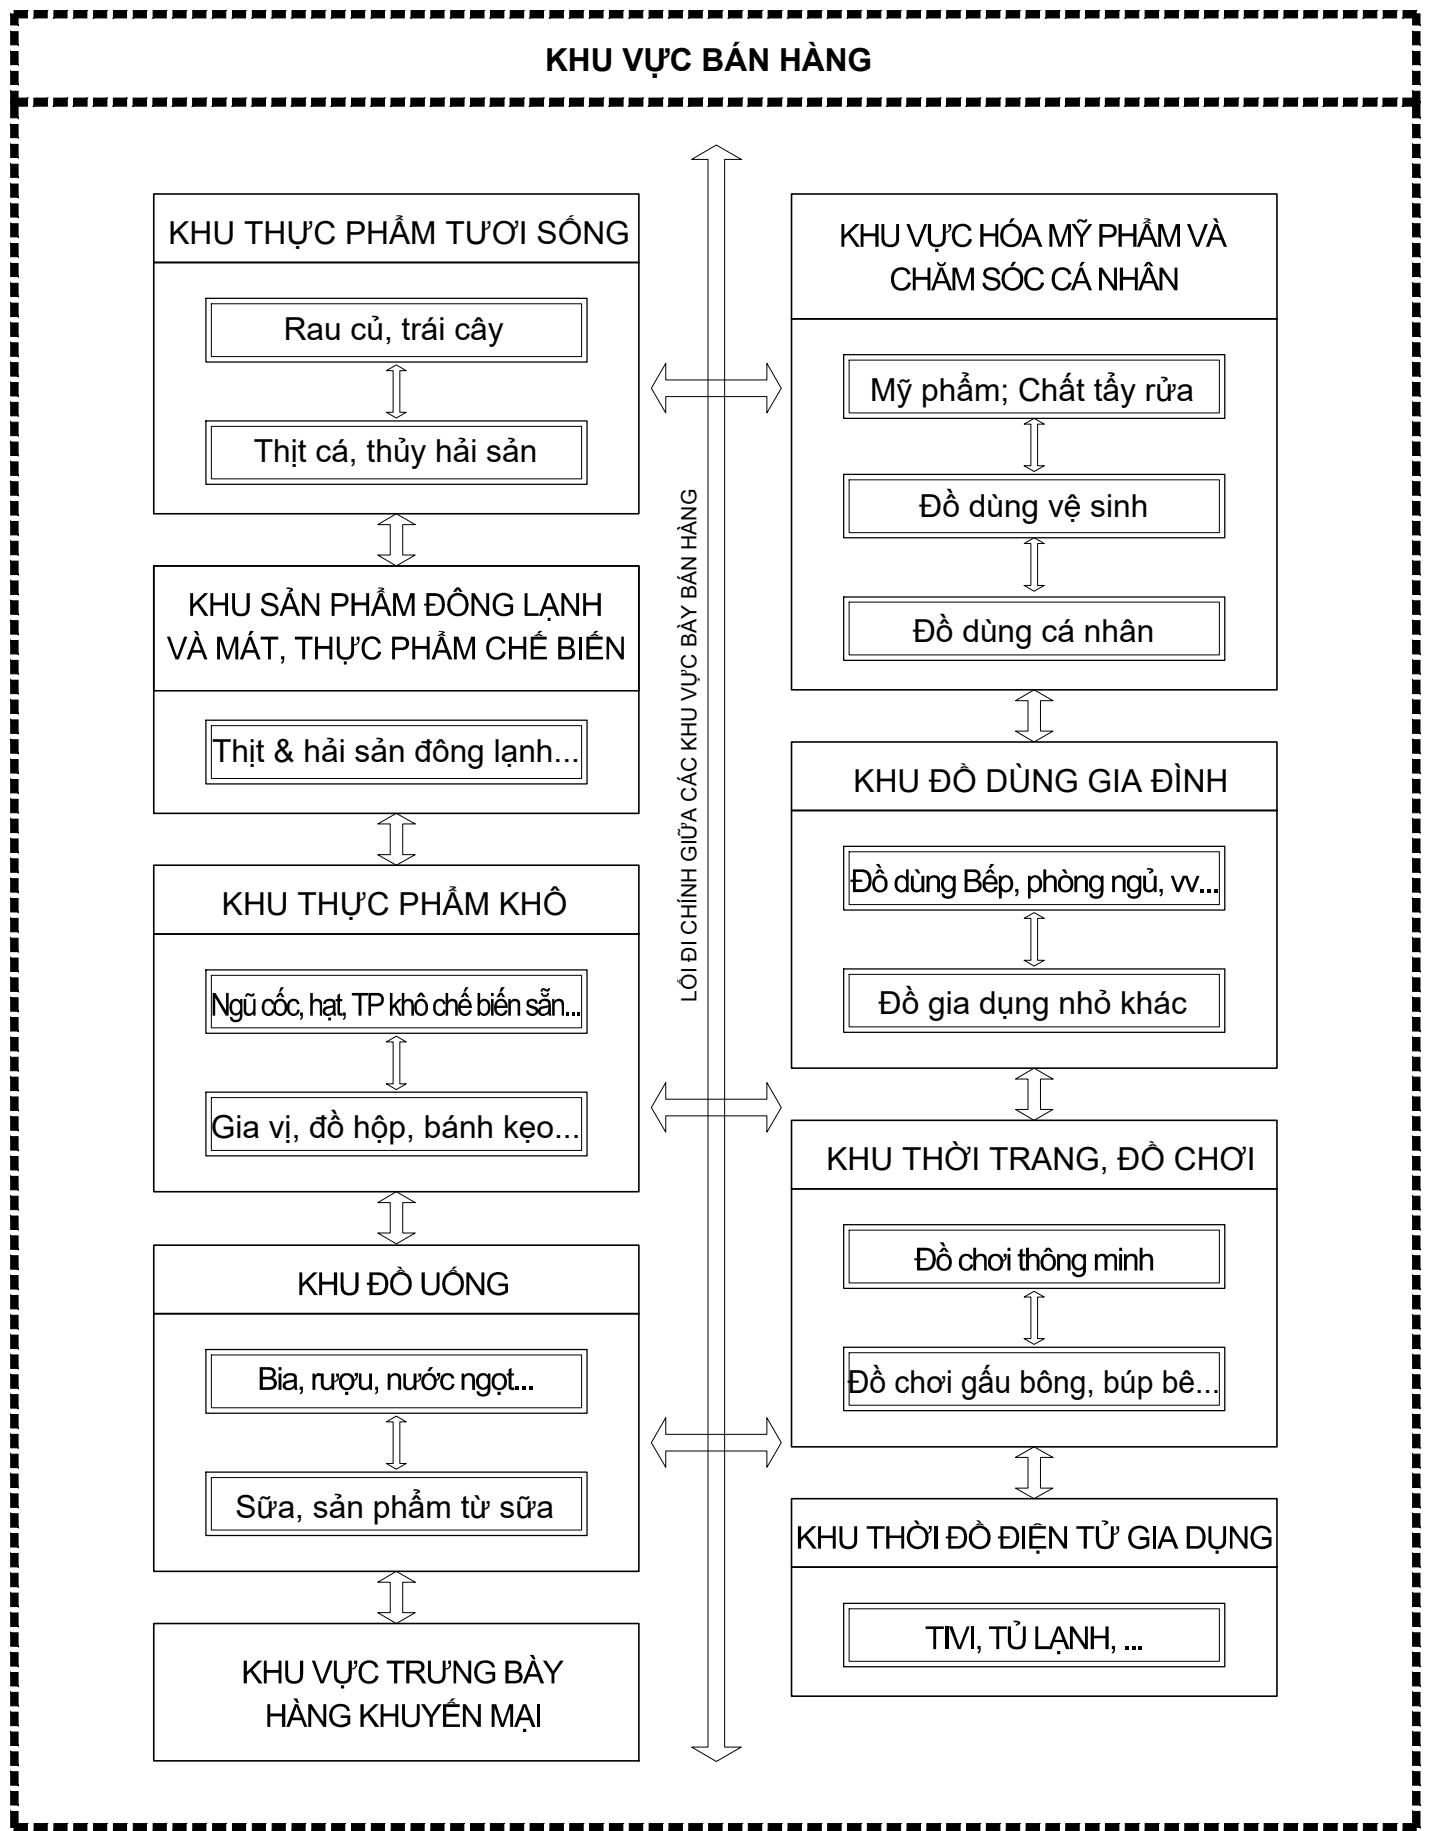 KHU VỰC BÁN HÀNG
KHU THỰC PHẨM TƯƠI SỐNG
Rau củ, trái cây
Thịt cá, thủy hải sản
KHU SẢN PHẨM ĐÔNG LẠNH
VÀ MÁT, THỰC PHẨM CHẾ BIẾN
Thịt & hải sản đông lạnh...
KHU THỰC PHẨM KHÔ
Ngũ cốc, hạt, TP khô chế biến sẵn...
Gia vị, đồ hộp, bánh kẹo...
KHU ĐỒ UỐNG
Bia, rượu, nước ngọt...
Sữa, sản phẩm từ sữa
KHU VỰC TRƯNG BÀY
HÀNG KHUYẾN MẠI
LỐI ĐI CHÍNH GIỮA CÁC KHU VỰC BÀY BÁN HÀNG
KHU VỰC HÓA MỸ PHẨM VÀ
CHĂM SÓC CÁ NHÂN
Mỹ phẩm; Chất tẩy rửa
Đồ dùng vệ sinh
Đồ dùng cá nhân
KHU ĐỒ DÙNG GIA ĐÌNH
Đồ dùng Bếp, phòng ngủ, vv...
Đồ gia dụng nhỏ khác
KHU THỜI TRANG, ĐỒ CHƠI
Đồ chơi thông minh
Đồ chơi gấu bông, búp bê...
KHU THỜI ĐỒ ĐIỆN TỬ GIA DỤNG
TIVI, TỦ LẠNH, ...